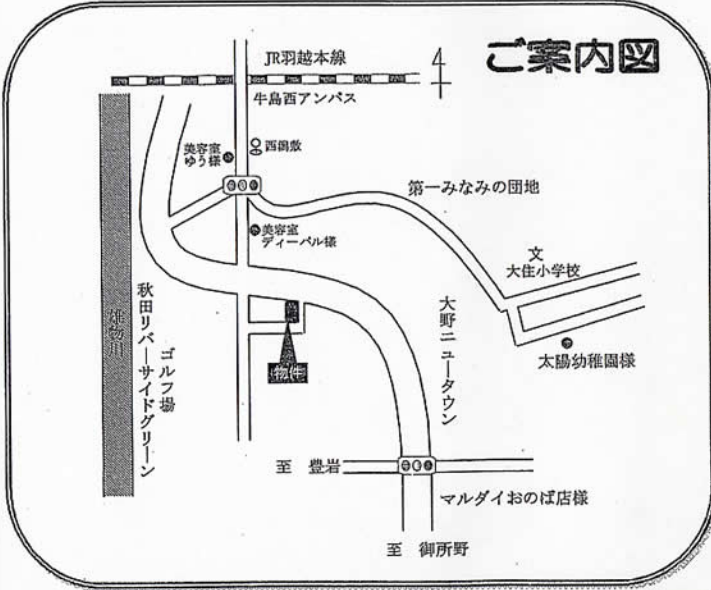 ご案内図
JR羽越本線
牛島西アンパス
美容室
ゆう様
西潟敷
第一みなみの団地
美容室
ディーパル様
文
大住小学校
太陽幼稚園様
大野ニュータウン
雄物川
秋田リバーサイドグリーン
ゴルフ場
物件
至 豊岩
マルダイおのば店様
至 御所野